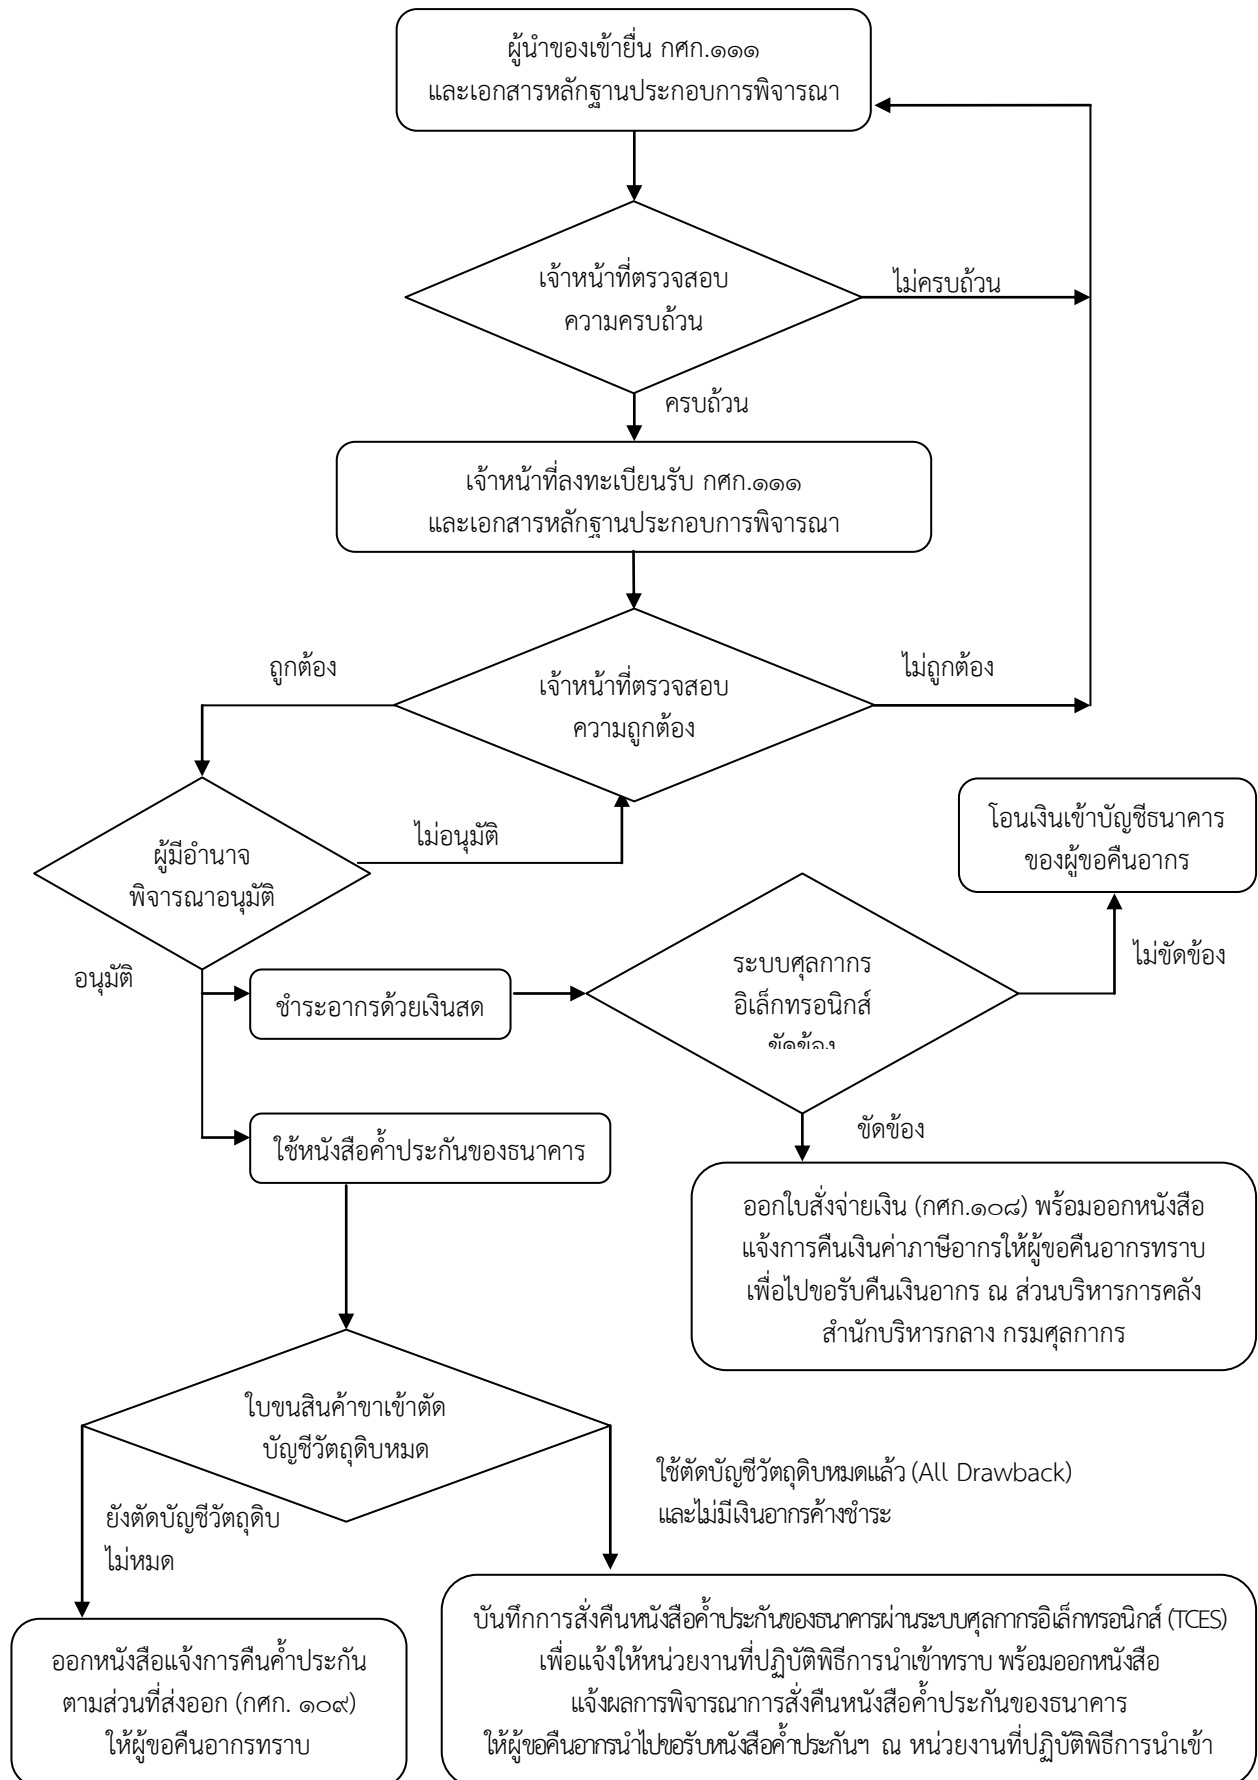 ผู้นำของเข้ายื่น กศก.๑๑๑
และเอกสารหลักฐานประกอบการพิจารณา
เจ้าหน้าที่ตรวจสอบ
ความครบถ้วน
ไม่ครบถ้วน
ครบถ้วน
เจ้าหน้าที่ลงทะเบียนรับ กศก.๑๑๑
และเอกสารหลักฐานประกอบการพิจารณา
ถูกต้อง
เจ้าหน้าที่ตรวจสอบ
ความถูกต้อง
ไม่ถูกต้อง
ผู้มีอำนาจ
พิจารณาอนุมัติ
ไม่อนุมัติ
โอนเงินเข้าบัญชีธนาคาร
ของผู้ขอคืนอากร
อนุมัติ
ชำระอากรด้วยเงินสด
ระบบศุลกากร
อิเล็กทรอนิกส์
ขัดข้อง
ไม่ขัดข้อง
ขัดข้อง
ใช้หนังสือค้ำประกันของธนาคาร
ออกใบสั่งจ่ายเงิน (กศก.๑๐๘) พร้อมออกหนังสือ
แจ้งการคืนเงินค่าภาษีอากรให้ผู้ขอคืนอากรทราบ
เพื่อไปขอรับคืนเงินอากร ณ ส่วนบริหารการคลัง
สำนักบริหารกลาง กรมศุลกากร
ใบขนสินค้าขาเข้าตัด
บัญชีวัตถุดิบหมด
ใช้ตัดบัญชีวัตถุดิบหมดแล้ว (All Drawback)
และไม่มีเงินอากรค้างชำระ
ยังตัดบัญชีวัตถุดิบ
ไม่หมด
ออกหนังสือแจ้งการคืนค้ำประกัน
ตามส่วนที่ส่งออก (กศก. ๑๐๙)
ให้ผู้ขอคืนอากรทราบ
บันทึกการสั่งคืนหนังสือค้ำประกันของธนาคารผ่านระบบศุลกากรอิเล็กทรอนิกส์ (TCES)
เพื่อแจ้งให้หน่วยงานที่ปฏิบัติพิธีการนำเข้าทราบ พร้อมออกหนังสือ
แจ้งผลการพิจารณาการสั่งคืนหนังสือค้ำประกันของธนาคาร
ให้ผู้ขอคืนอากรนำไปขอรับหนังสือค้ำประกันฯ ณ หน่วยงานที่ปฏิบัติพิธีการนำเข้า